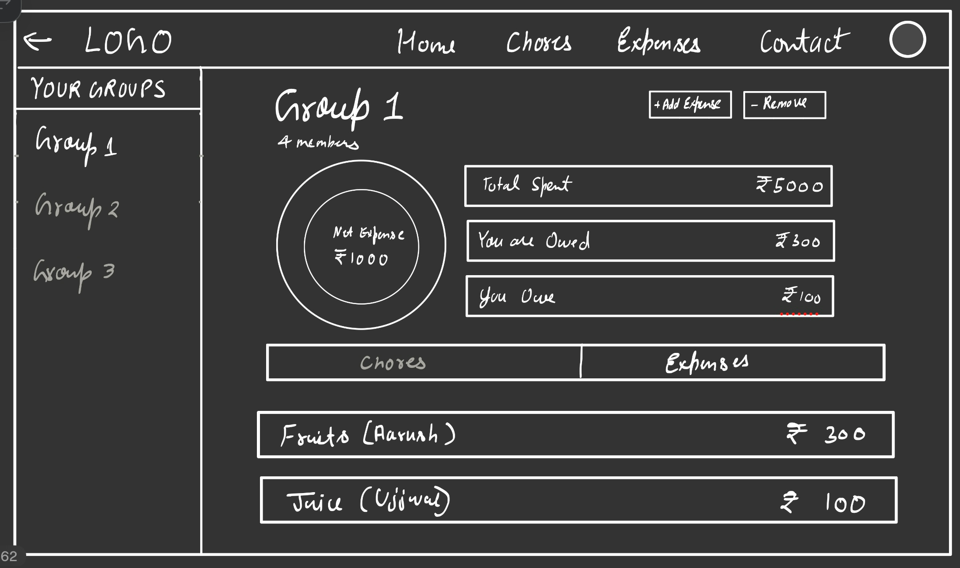 ← LOGO Home Chores Expenses Contact
YOUR GROUPS
Group 1
Group 2
Group 3
Group 1
4 members
+Add Expense
- Remove
Net Expense
₹1000
Total Spent ₹5000
You are Owed ₹300
You Owe ₹100
Chores Expenses
Fruits (Aarush) ₹ 300
Juice (Ujjwal) ₹ 100
62